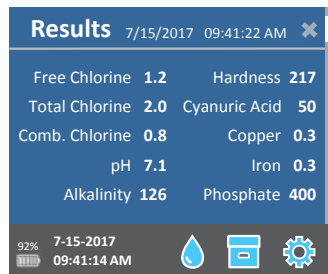 Results 7/15/2017 09:41:22 AM ✖
Free Chlorine 1.2 Hardness 217
Total Chlorine 2.0 Cyanuric Acid 50
Comb. Chlorine 0.8 Copper 0.3
pH 7.1 Iron 0.3
Alkalinity 126 Phosphate 400
92% 7-15-2017
09:41:14 AM